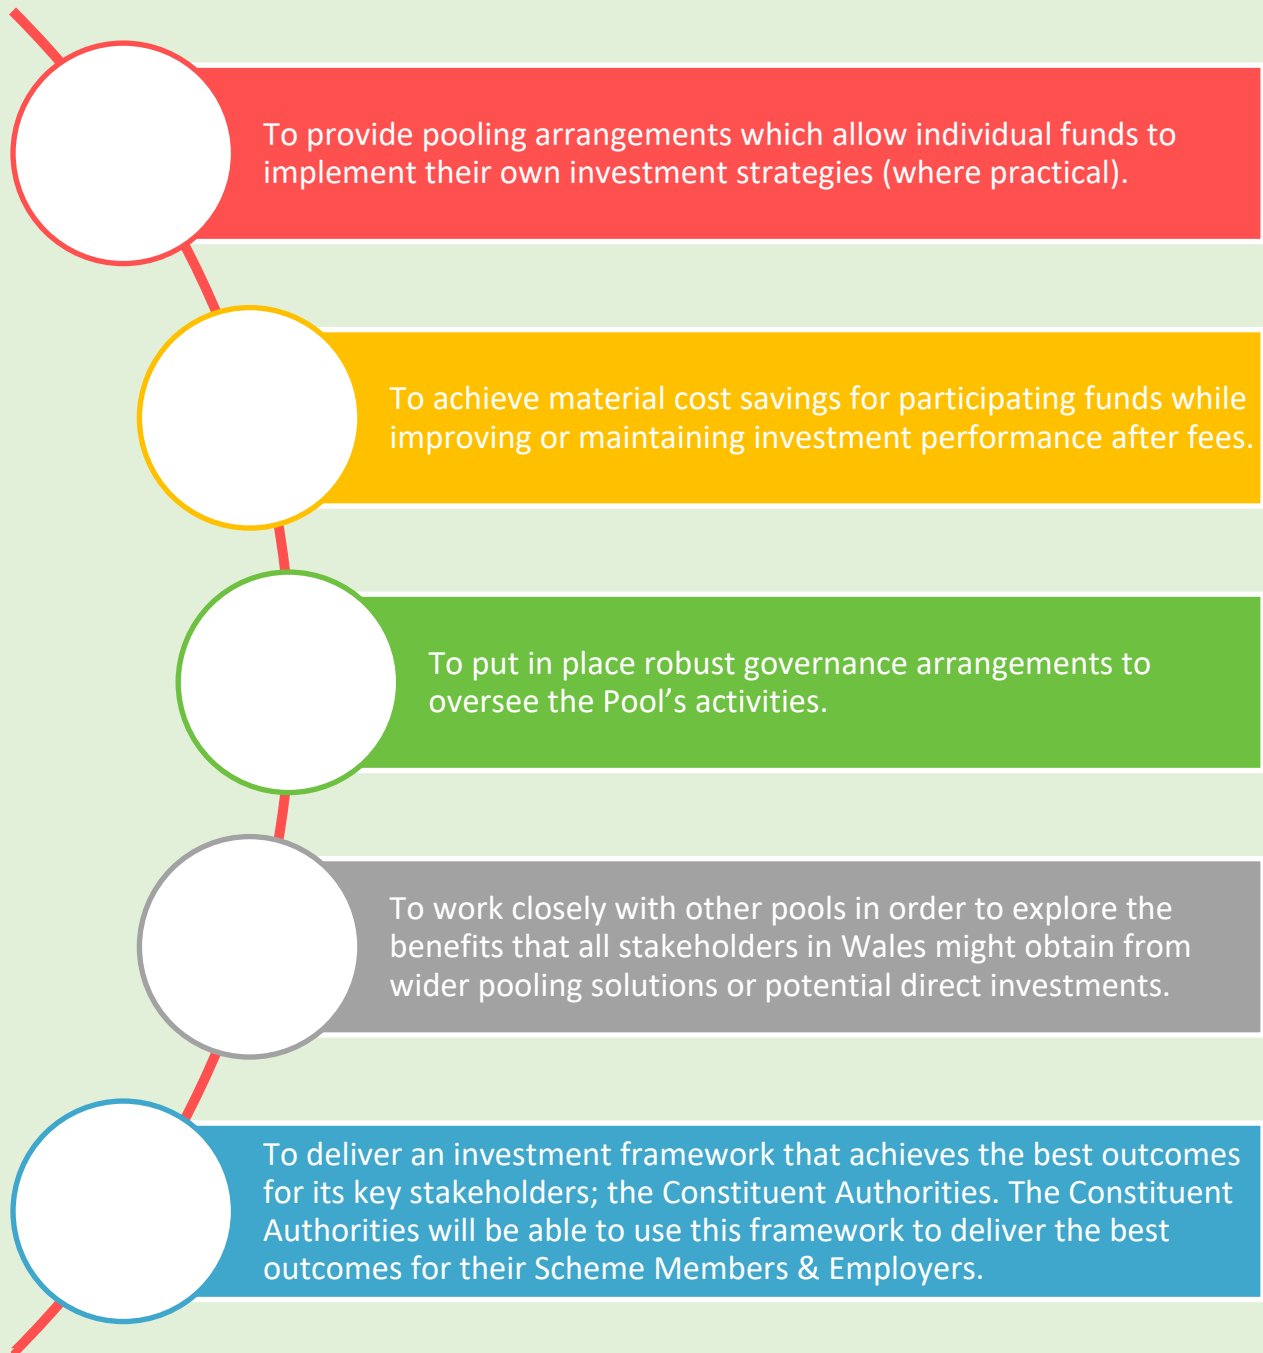 To provide pooling arrangements which allow individual funds to
implement their own investment strategies (where practical).
To achieve material cost savings for participating funds while
improving or maintaining investment performance after fees.
To put in place robust governance arrangements to
oversee the Pool’s activities.
To work closely with other pools in order to explore the
benefits that all stakeholders in Wales might obtain from
wider pooling solutions or potential direct investments.
To deliver an investment framework that achieves the best outcomes
for its key stakeholders; the Constituent Authorities. The Constituent
Authorities will be able to use this framework to deliver the best
outcomes for their Scheme Members & Employers.